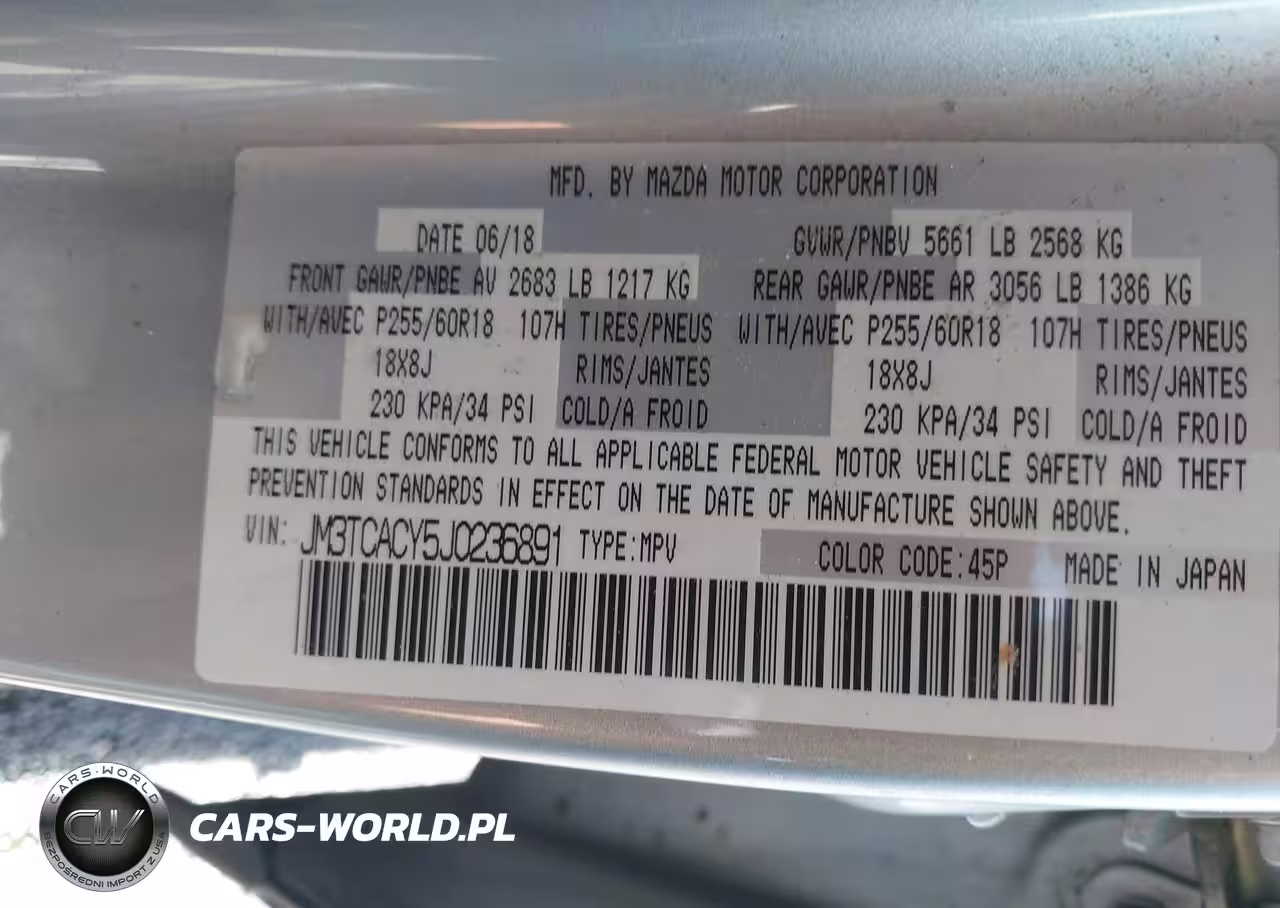 MFD. BY MAZDA MOTOR CORPORATION
DATE 06/18 GVWR/PNBV 5661 LB 2568 KG
FRONT GAWR/PNBE AV 2683 LB 1217 KG REAR GAWR/PNBE AR 3056 LB 1386 KG
WITH/AVEC P255/60R18 107H TIRES/PNEUS WITH/AVEC P255/60R18 107H TIRES/PNEUS
18X8J RIMS/JANTES 18X8J RIMS/JANTES
230 KPA/34 PSI COLD/A FROID 230 KPA/34 PSI COLD/A FROID
THIS VEHICLE CONFORMS TO ALL APPLICABLE FEDERAL MOTOR VEHICLE SAFETY AND THEFT
PREVENTION STANDARDS IN EFFECT ON THE DATE OF MANUFACTURE SHOWN ABOVE.
VIN: JM3TCACY5J0236891 TYPE:MPV COLOR CODE:45P MADE IN JAPAN
CARS-WORLD
CW
BEZPOŚREDNI IMPORT Z USA
CARS-WORLD.PL